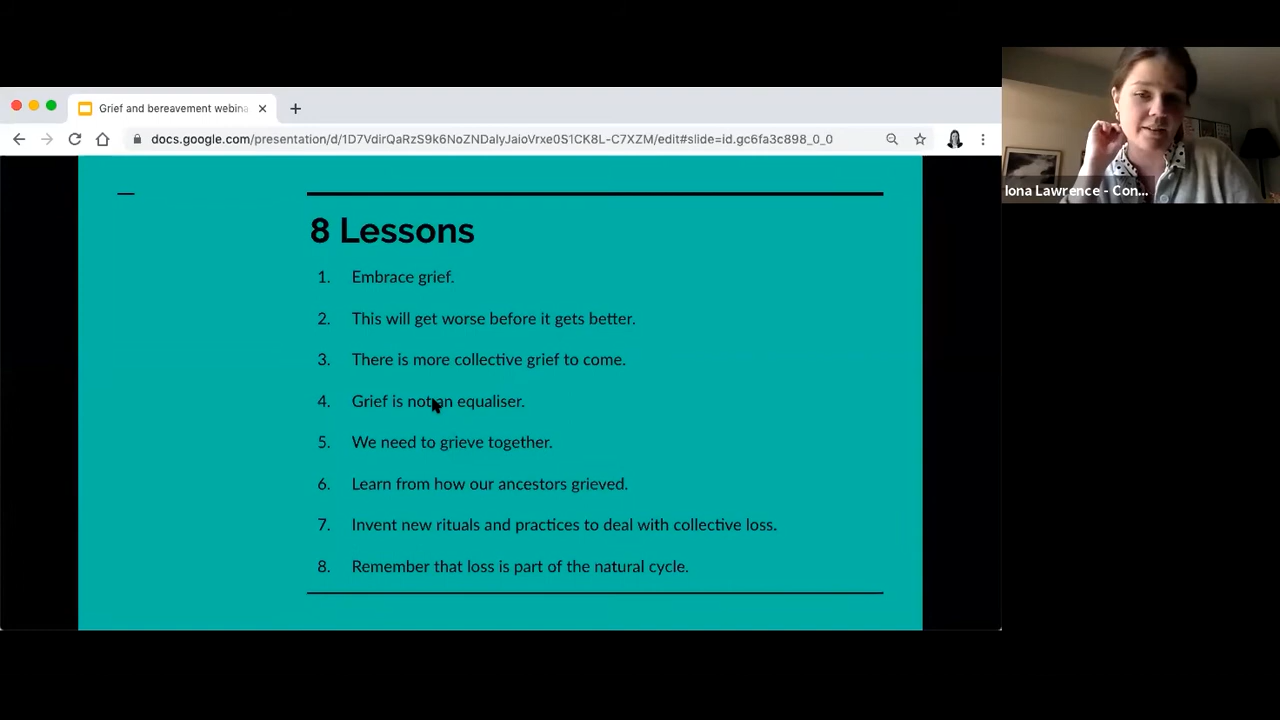 Grief and bereavement webina
docs.google.com/presentation/d/1D7VdirQaRzS9k6NoZNDalyJaioVrxe0S1CK8L-C7XZM/edit#slide=id.gc6fa3c898_0_0
Iona Lawrence - Con...
8 Lessons
1. Embrace grief.
2. This will get worse before it gets better.
3. There is more collective grief to come.
4. Grief is not an equaliser.
5. We need to grieve together.
6. Learn from how our ancestors grieved.
7. Invent new rituals and practices to deal with collective loss.
8. Remember that loss is part of the natural cycle.